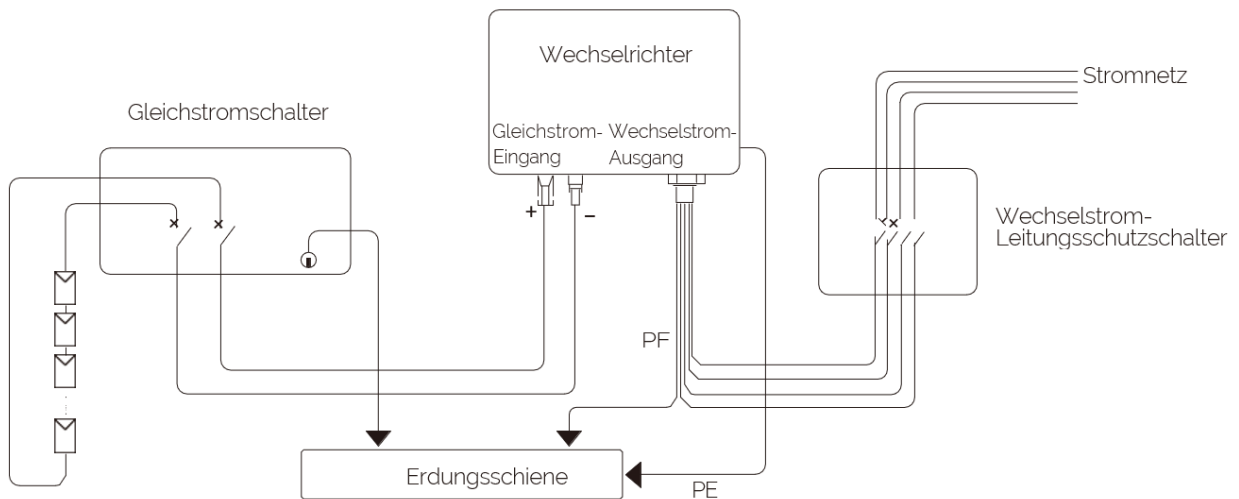 Wechselrichter
Stromnetz
Gleichstromschalter
Gleichstrom-
Eingang
Wechselstrom-
Ausgang
+
–
Wechselstrom-
Leitungsschutzschalter
PF
Erdungsschiene
PE